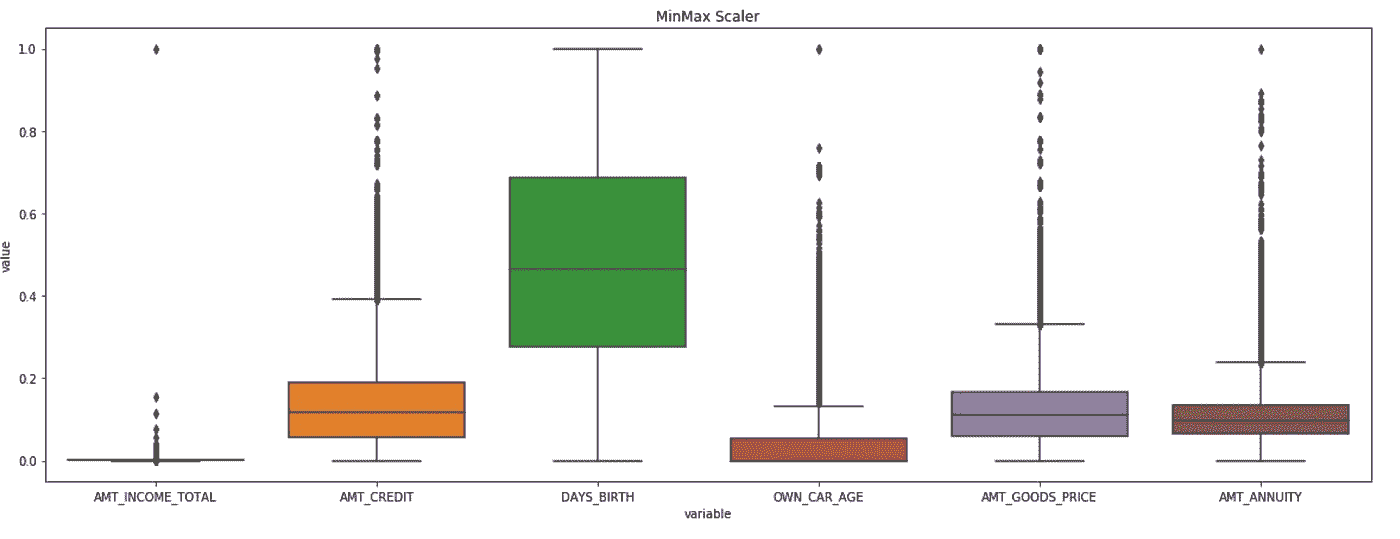 MinMax Scaler
1.0
0.8
0.6
0.4
0.2
0.0
value
AMT_INCOME_TOTAL AMT_CREDIT DAYS_BIRTH OWN_CAR_AGE AMT_GOODS_PRICE AMT_ANNUITY
variable